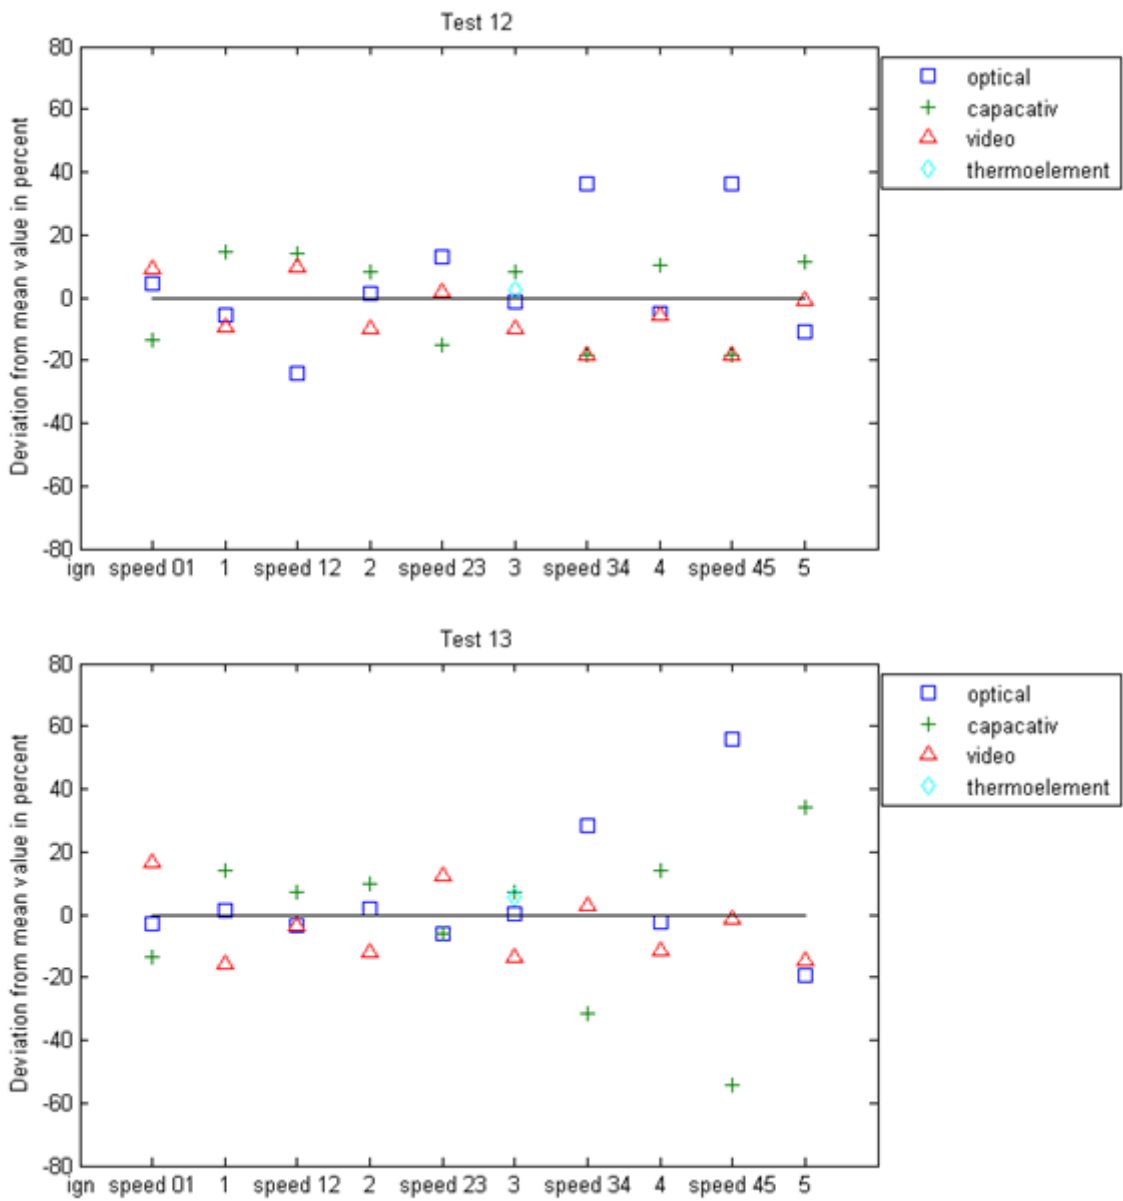 Test 12
Deviation from mean value in percent
80
60
40
20
0
-20
-40
-60
-80
ign speed 01 1 speed 12 2 speed 23 3 speed 34 4 speed 45 5
optical
capacativ
video
thermoelement
Test 13
Deviation from mean value in percent
80
60
40
20
0
-20
-40
-60
-80
ign speed 01 1 speed 12 2 speed 23 3 speed 34 4 speed 45 5
optical
capacativ
video
thermoelement